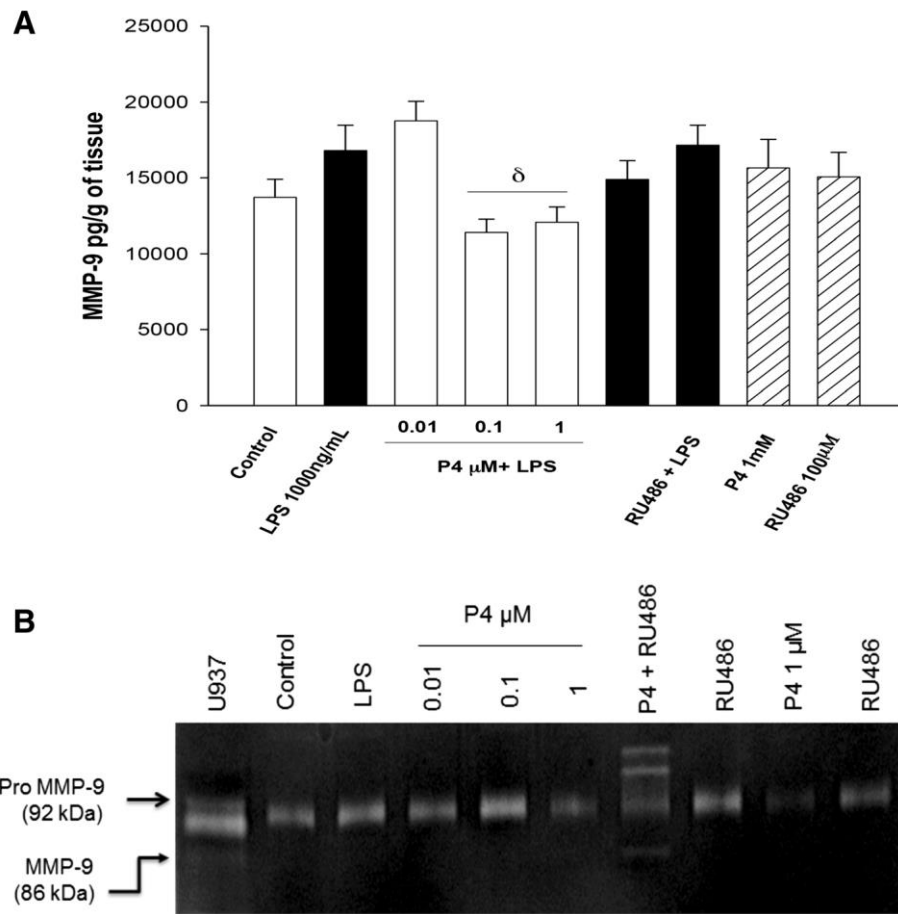 A
MMP-9 pg/g of tissue
25000
20000
15000
10000
5000
0
δ
0.01 0.1 1
P4 μM+ LPS
Control
LPS 1000ng/mL
RU486 + LPS
P4 1mM
RU486 100μM
B
P4 μM
U937
Control
LPS
0.01
0.1
1
P4 + RU486
RU486
P4 1 μM
RU486
Pro MMP-9
(92 kDa)
MMP-9
(86 kDa)